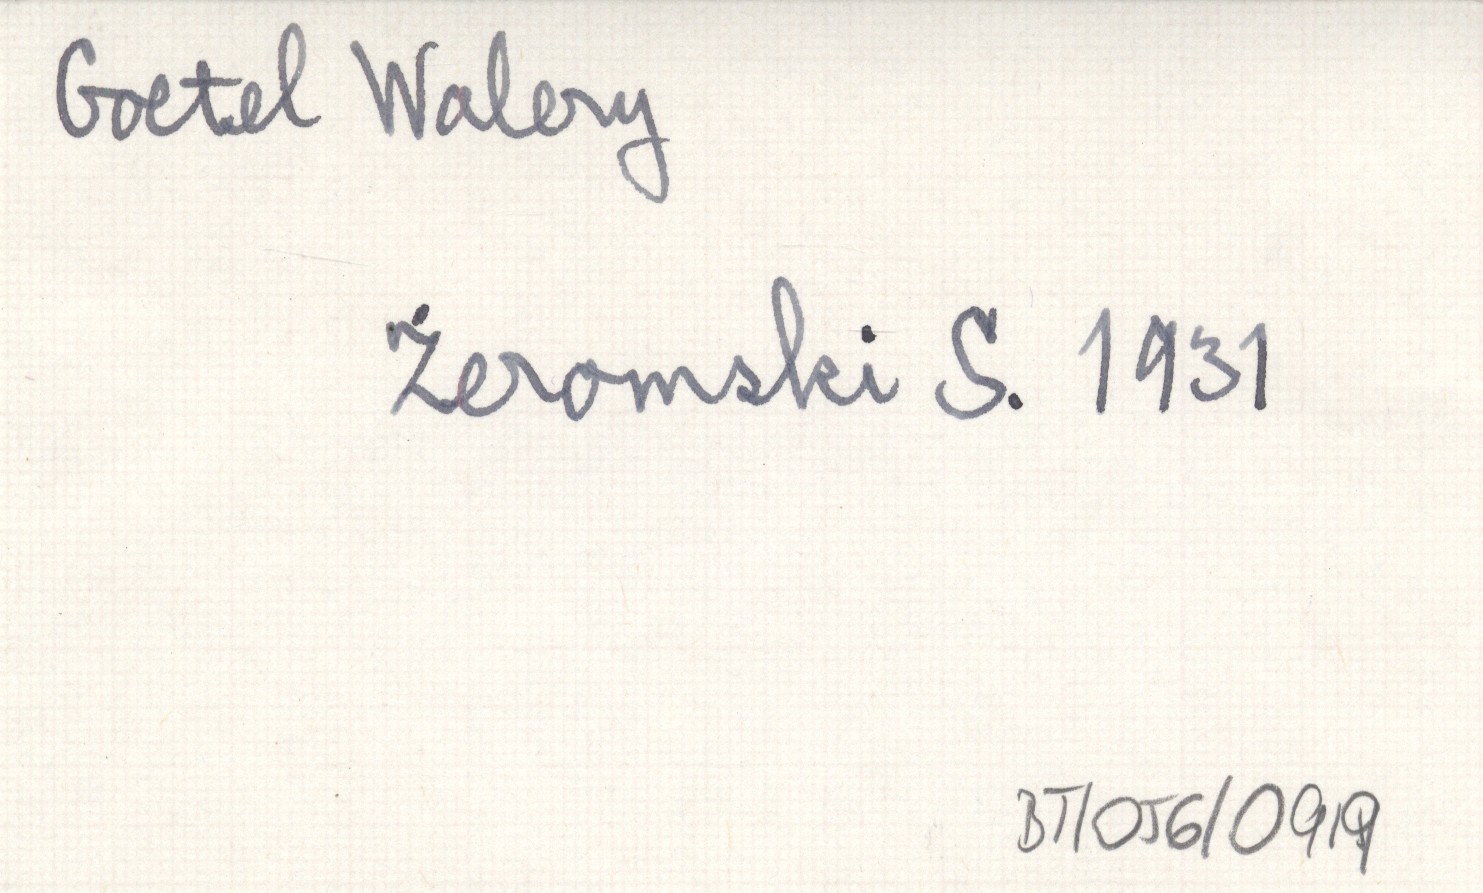 Goetel Walery
Żeromski S. 1931
BT/056/0919